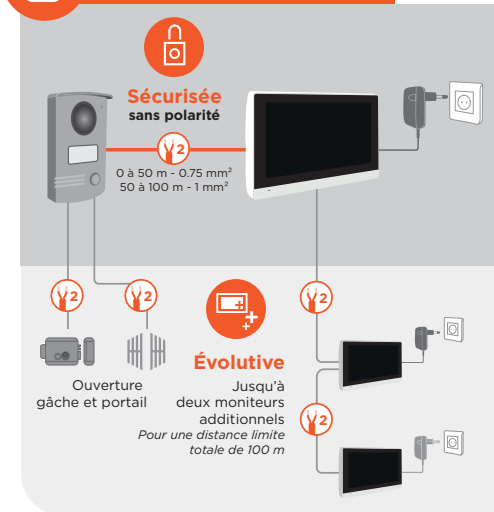 Sécurisée
sans polarité
2
0 à 50 m - 0.75 mm²
50 à 100 m - 1 mm²
2
2
2
Ouverture
gâche et portail
Évolutive
Jusqu'à
deux moniteurs
additionnels
Pour une distance limite
totale de 100 m
2